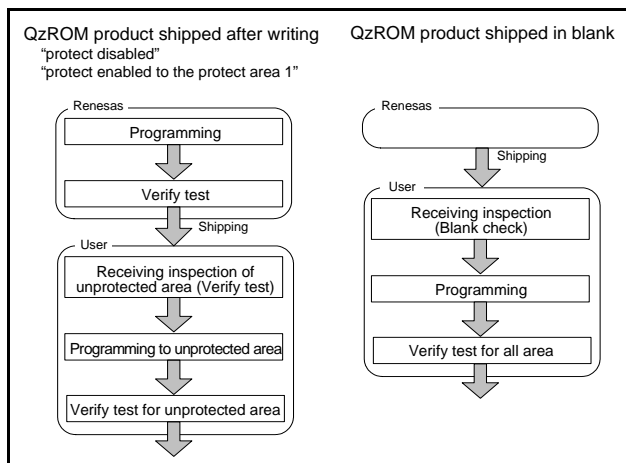 QzROM product shipped after writing
“protect disabled”
“protect enabled to the protect area 1”
Renesas
Programming
Verify test
Shipping
User
Receiving inspection of
unprotected area (Verify test)
Programming to unprotected area
Verify test for unprotected area
QzROM product shipped in blank
Renesas
Shipping
User
Receiving inspection
(Blank check)
Programming
Verify test for all area